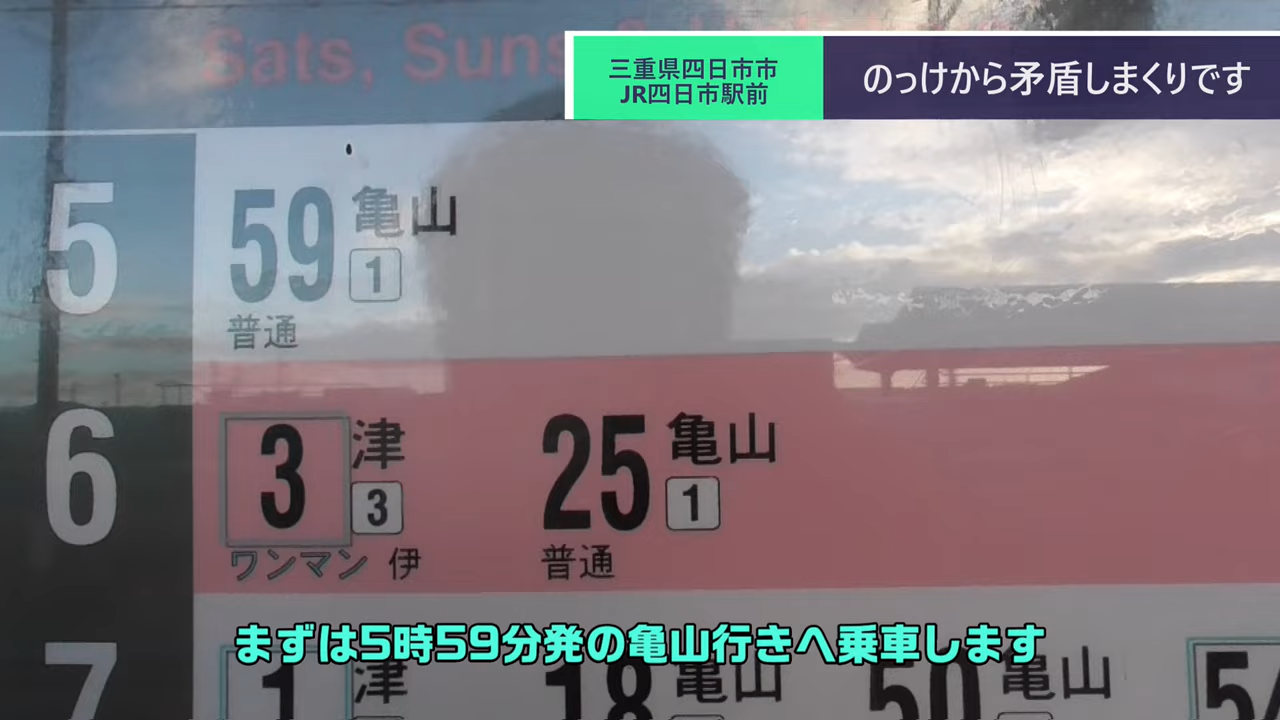 Sats, Suns
三重県四日市市
JR四日市駅前
のっけから矛盾しまくりです
5
59 亀山
1
普通
6
3 津
3
ワンマン 伊
25 亀山
1
普通
まずは5時59分発の亀山行きへ乗車します
7
1 津
18 亀山
50 亀山